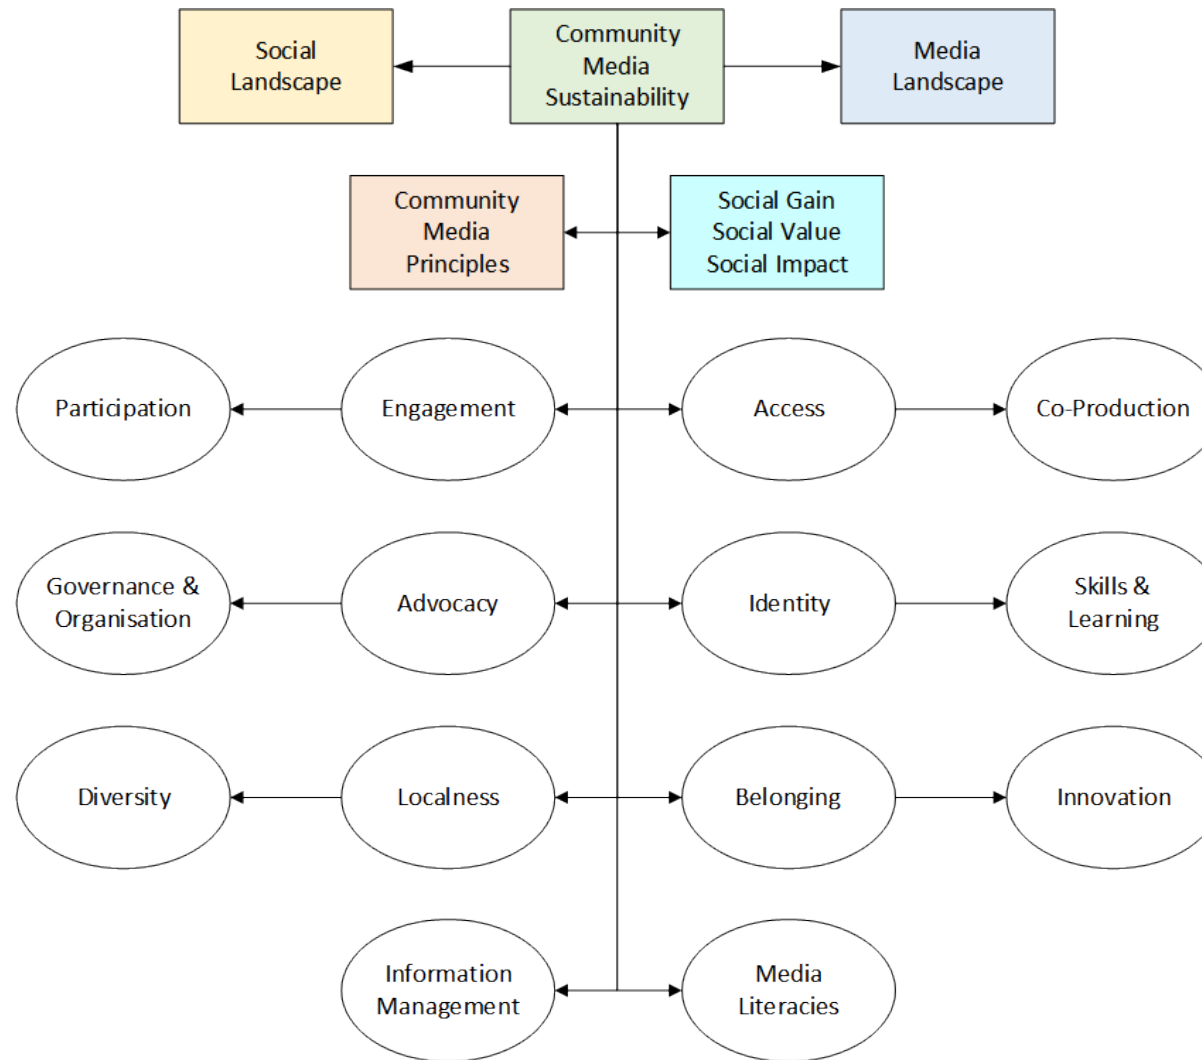 Social
Landscape
Community
Media
Sustainability
Media
Landscape
Community
Media
Principles
Social Gain
Social Value
Social Impact
Participation
Engagement
Access
Co-Production
Governance &
Organisation
Advocacy
Identity
Skills &
Learning
Diversity
Localness
Belonging
Innovation
Information
Management
Media
Literacies